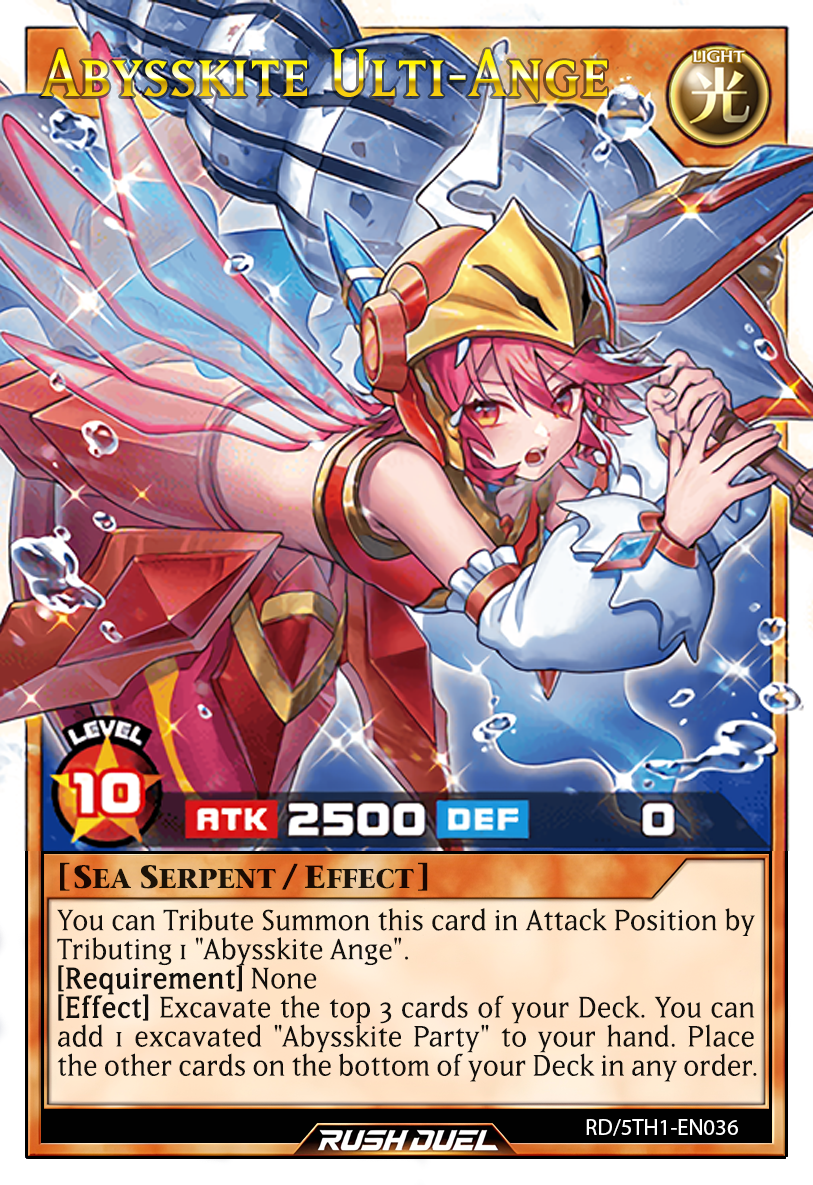 Abysskite Ulti-Ange
LIGHT
光
LEVEL
10
ATK 2500 DEF 0
[Sea Serpent / Effect]
You can Tribute Summon this card in Attack Position by
Tributing 1 "Abysskite Ange".
[Requirement] None
[Effect] Excavate the top 3 cards of your Deck. You can
add 1 excavated "Abysskite Party" to your hand. Place
the other cards on the bottom of your Deck in any order.
RD/5TH1-EN036
RUSH DUEL